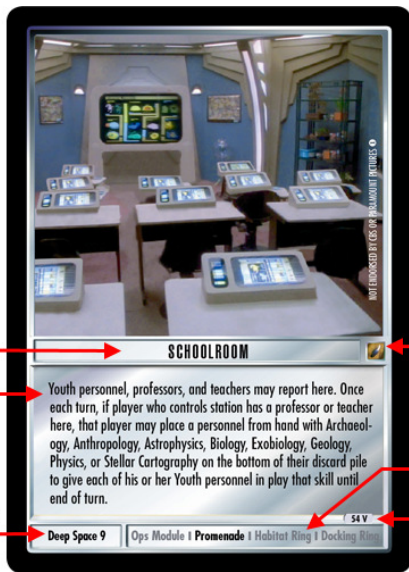 NOT ENDORSED BY CBS OR PARAMOUNT PICTURES
SCHOOLROOM
Youth personnel, professors, and teachers may report here. Once
each turn, if player who controls station has a professor or teacher
here, that player may place a personnel from hand with Archaeol-
ogy, Anthropology, Astrophysics, Biology, Exobiology, Geology,
Physics, or Stellar Cartography on the bottom of their discard pile
to give each of his or her Youth personnel in play that skill until
end of turn.
54 V
Deep Space 9
Ops Module I Promenade I Habitat Ring I Docking Ring